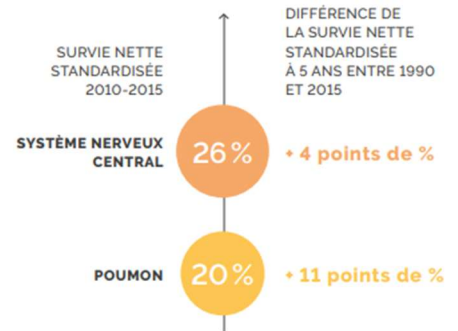 SURVIE NETTE
STANDARDISÉE
2010-2015
DIFFÉRENCE DE
LA SURVIE NETTE
STANDARDISÉE
À 5 ANS ENTRE 1990
ET 2015
SYSTÈME NERVEUX
CENTRAL
26 %
+ 4 points de %
POUMON
20 %
+ 11 points de %